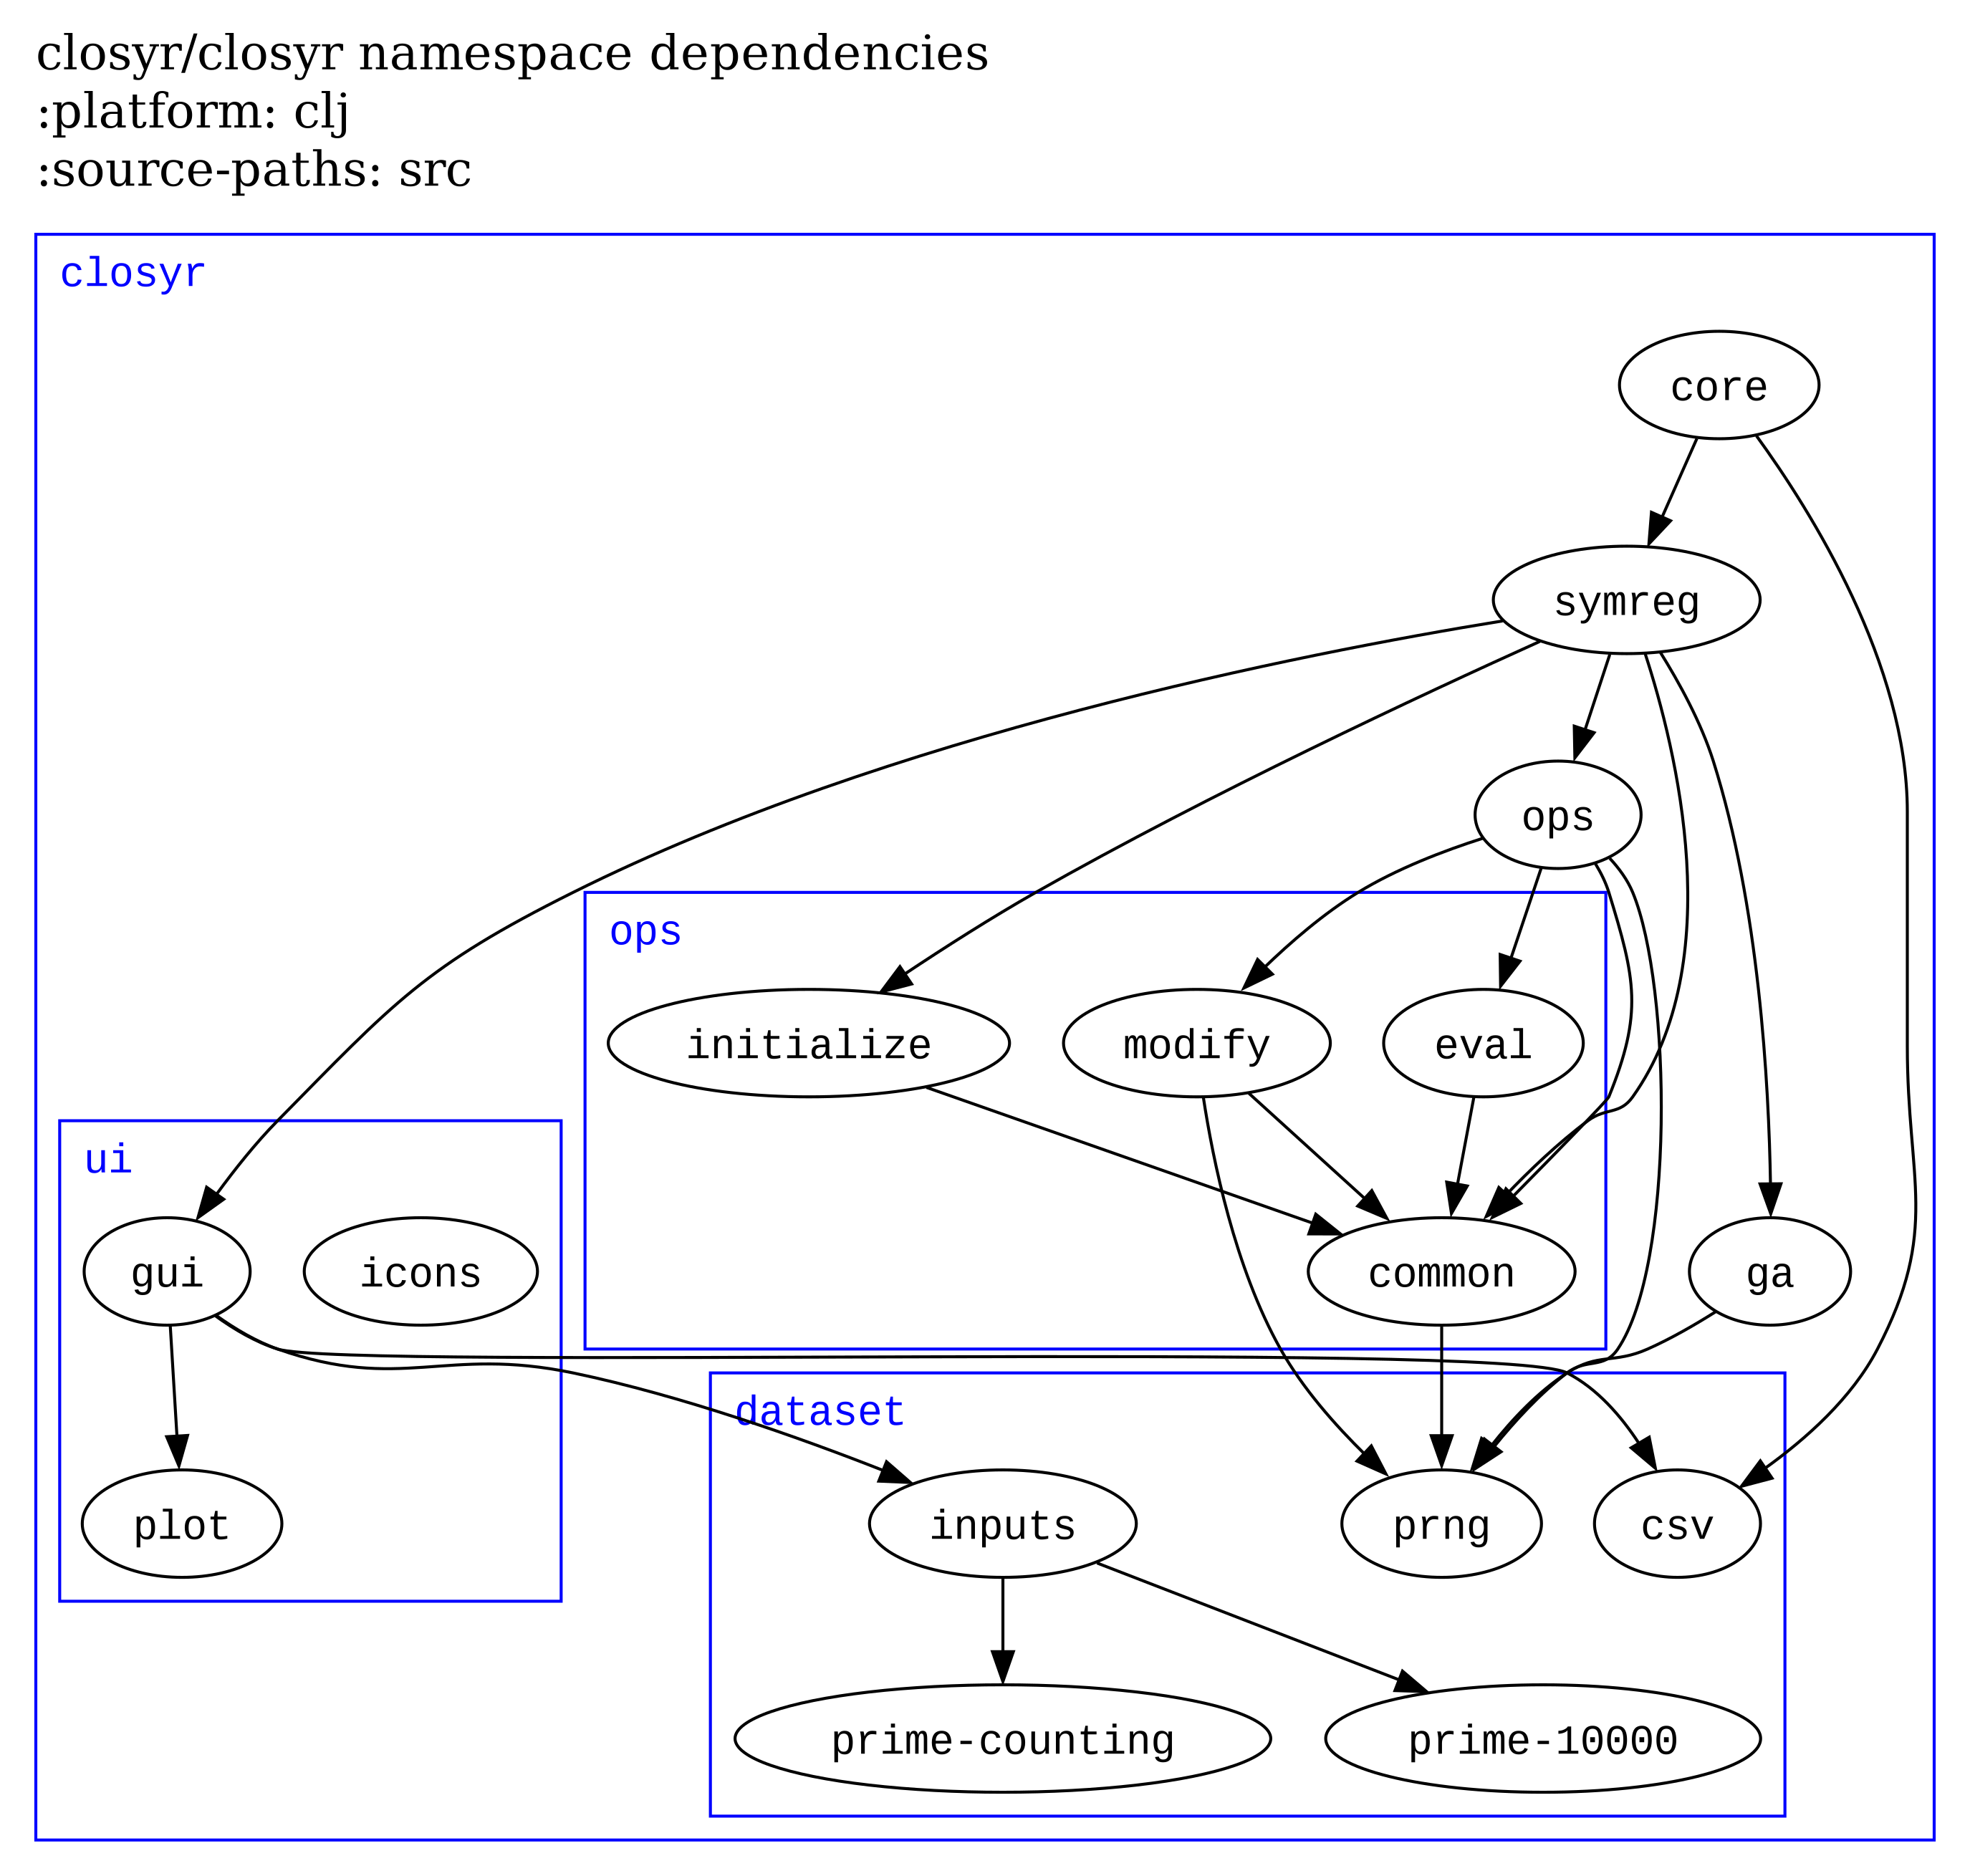 closyr/closyr namespace dependencies
:platform: clj
:source-paths: src
closyr
core
symreg
ops
ops
initialize
modify
eval
ui
gui
icons
common
ga
dataset
plot
inputs
prng
csv
prime-counting
prime-10000